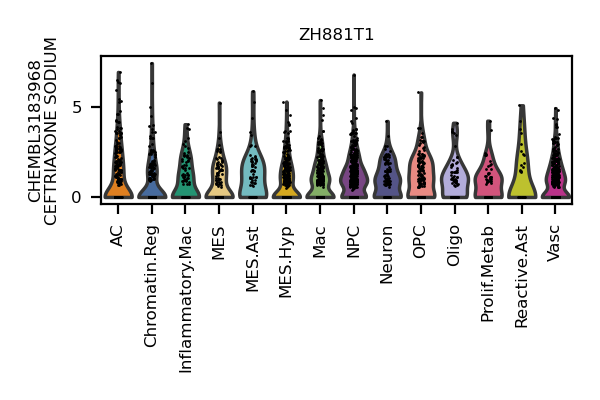 ZH881T1
CHEMBL3183968
CEFTRIAXONE SODIUM
5
0
AC
Chromatin.Reg
Inflammatory.Mac
MES
MES.Ast
MES.Hyp
Mac
NPC
Neuron
OPC
Oligo
Prolif.Metab
Reactive.Ast
Vasc